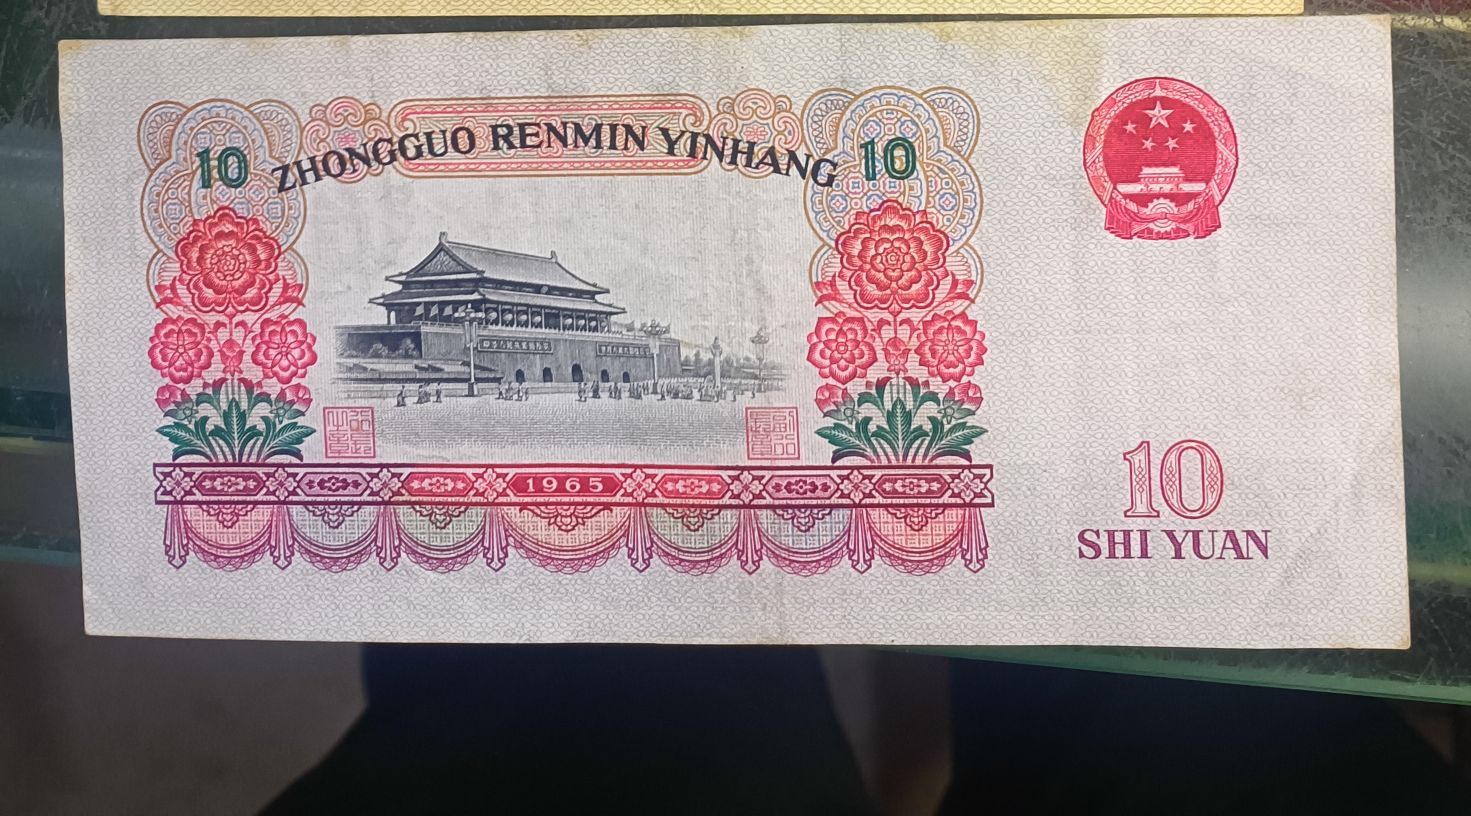 10 ZHONGGUO RENMIN YINHANG 10
1965
10
SHI YUAN